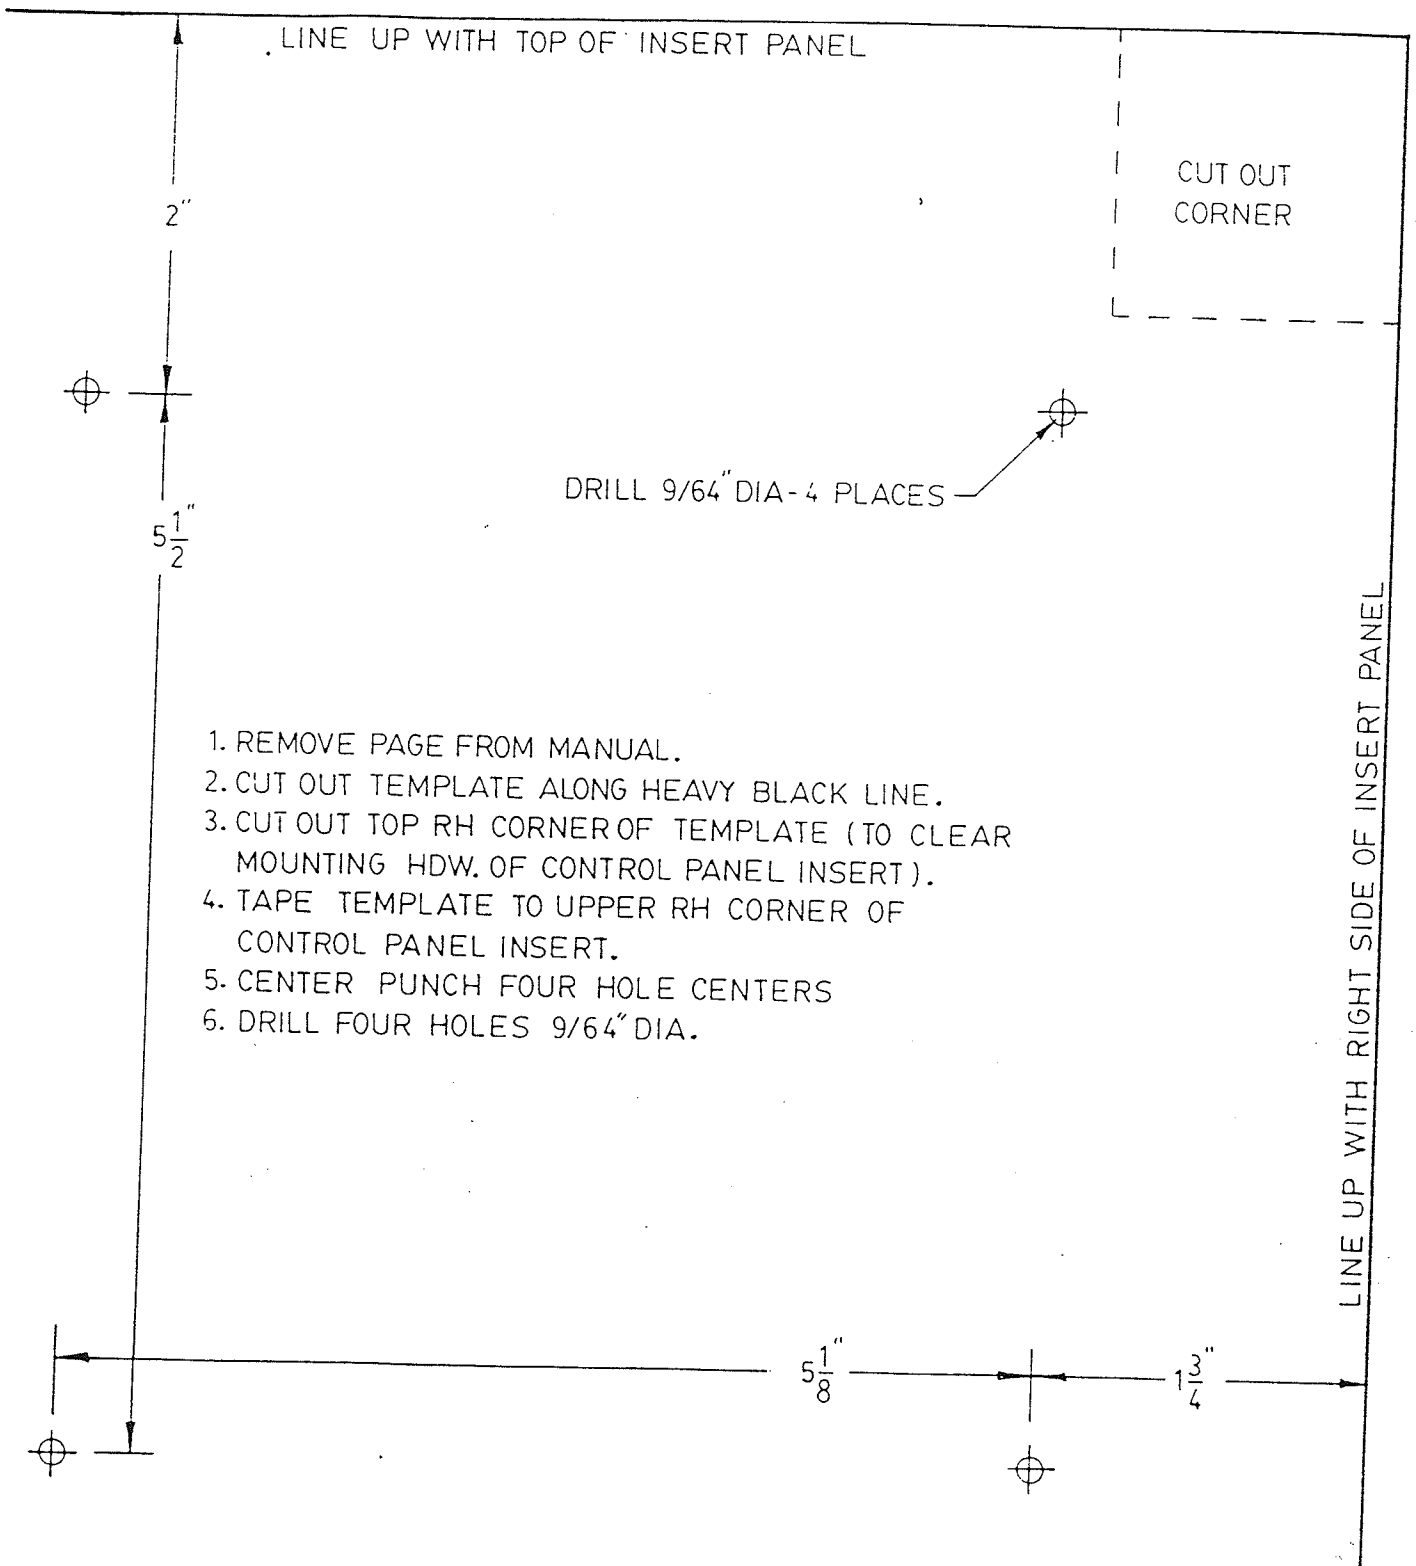 LINE UP WITH TOP OF INSERT PANEL
CUT OUT
CORNER
2"
DRILL 9/64" DIA - 4 PLACES
5 1/2"
1. REMOVE PAGE FROM MANUAL.
2. CUT OUT TEMPLATE ALONG HEAVY BLACK LINE.
3. CUT OUT TOP RH CORNER OF TEMPLATE (TO CLEAR
MOUNTING HDW. OF CONTROL PANEL INSERT).
4. TAPE TEMPLATE TO UPPER RH CORNER OF
CONTROL PANEL INSERT.
5. CENTER PUNCH FOUR HOLE CENTERS
6. DRILL FOUR HOLES 9/64" DIA.
LINE UP WITH RIGHT SIDE OF INSERT PANEL
5 1/8"
1 3/4"